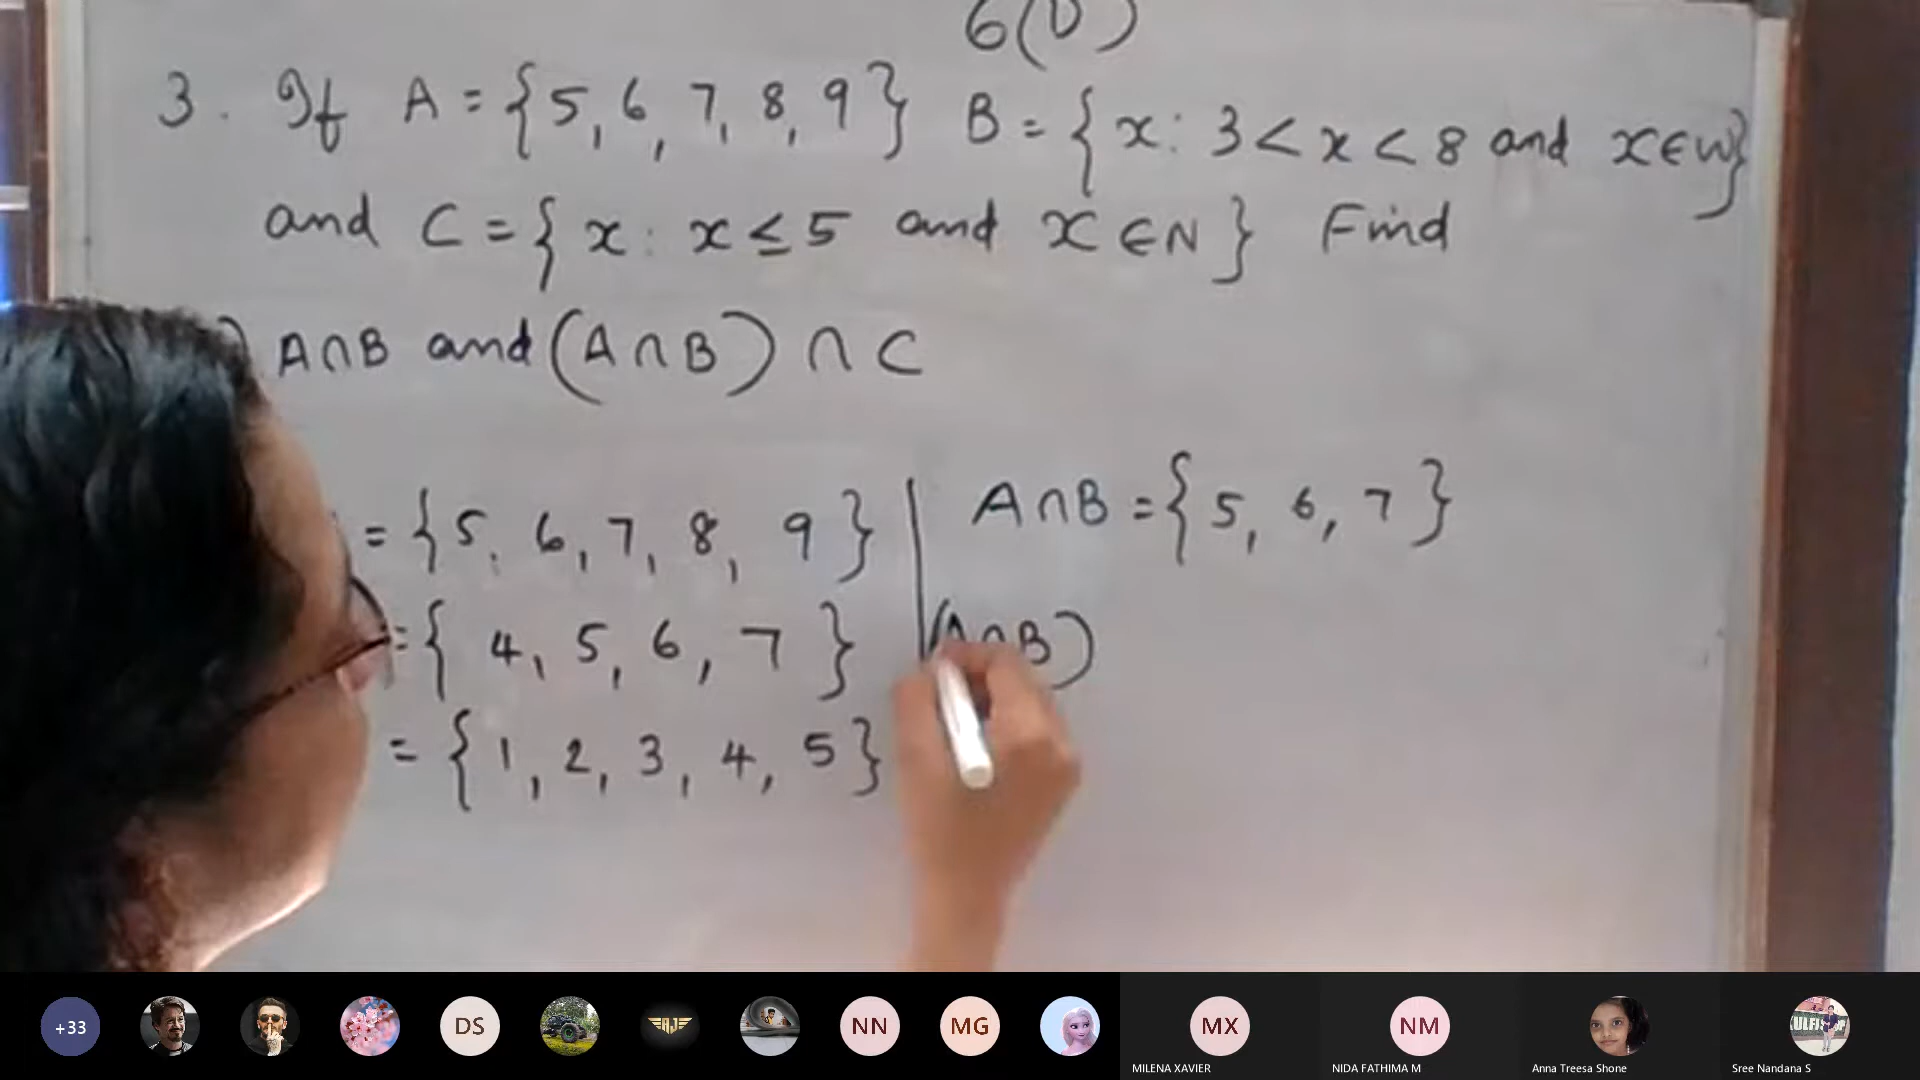 6(D)
3. If A = {5, 6, 7, 8, 9} B = {x : 3 < x < 8 and x ∈ W}
and C = {x : x ≤ 5 and x ∈ N} Find
) A∩B and (A∩B) ∩ C
= {5, 6, 7, 8, 9}
= {4, 5, 6, 7}
= {1, 2, 3, 4, 5}
A∩B = {5, 6, 7}
(A∩B)
+33
DS
AJ
NN
MG
MX
NM
MILENA XAVIER
NIDA FATHIMA M
Anna Treesa Shone
Sree Nandana S